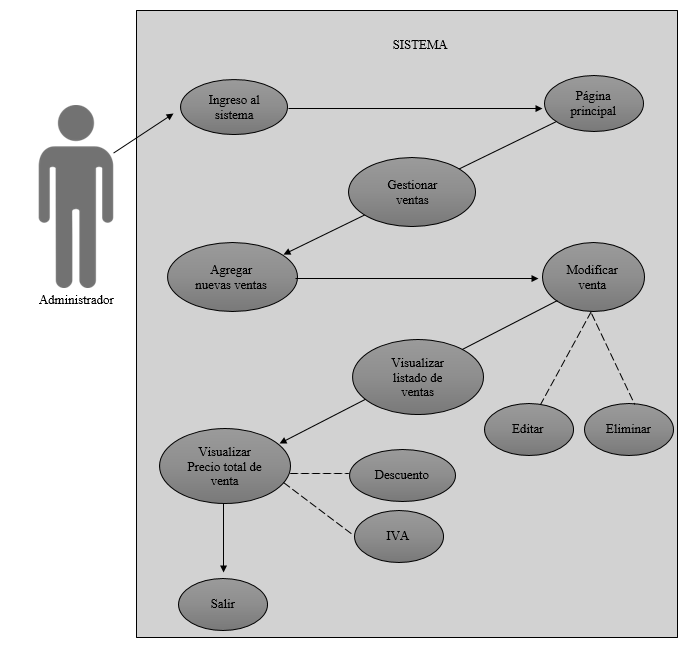 SISTEMA
Ingreso al
sistema
Página
principal
Gestionar
ventas
Agregar
nuevas ventas
Modificar
venta
Administrador
Visualizar
listado de
ventas
Editar
Eliminar
Visualizar
Precio total de
venta
Descuento
IVA
Salir